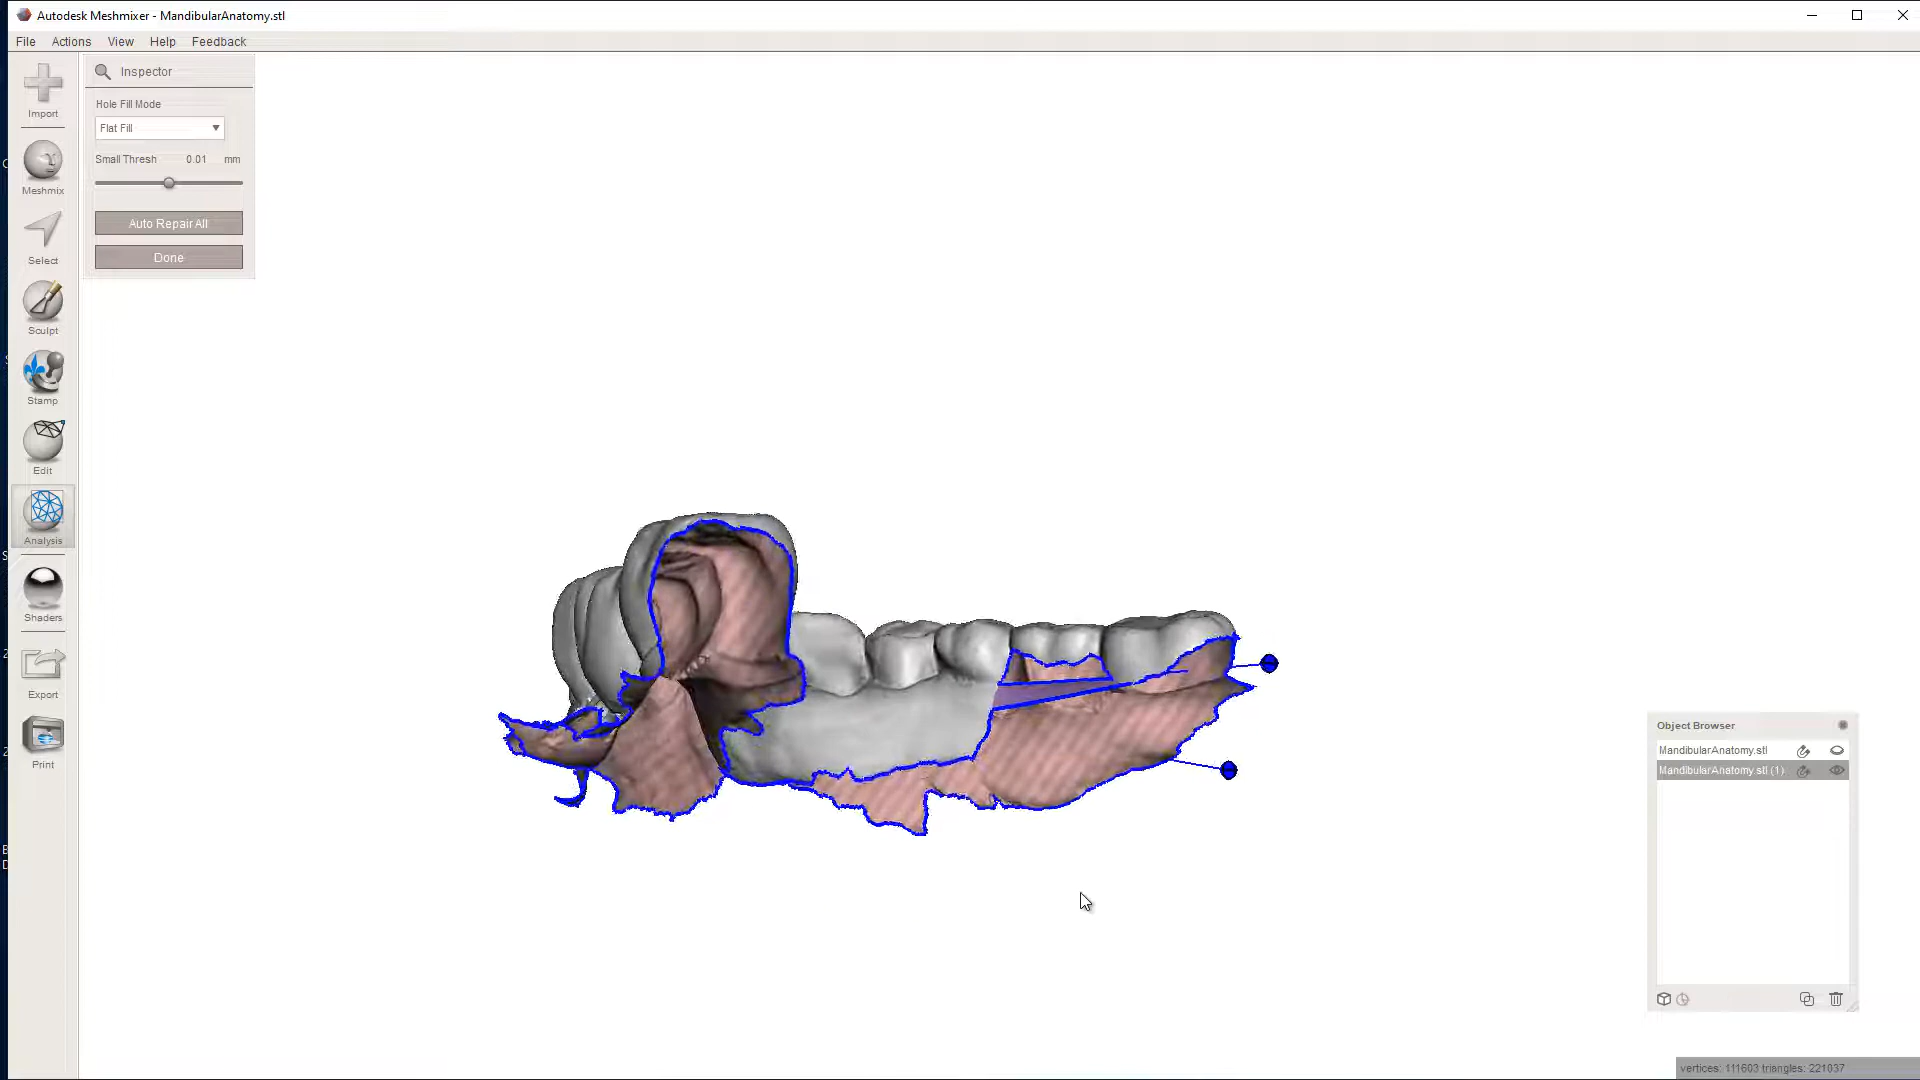 Autodesk Meshmixer - MandibularAnatomy.stl
File Actions View Help Feedback
Import
Meshmix
Select
Sculpt
Stamp
Edit
Analysis
Shaders
Export
Print
Inspector
Hole Fill Mode
Flat Fill
Small Thresh 0.01 mm
Auto Repair All
Done
Object Browser
MandibularAnatomy.stl
MandibularAnatomy.stl (1)
vertices: 111603 triangles: 221037